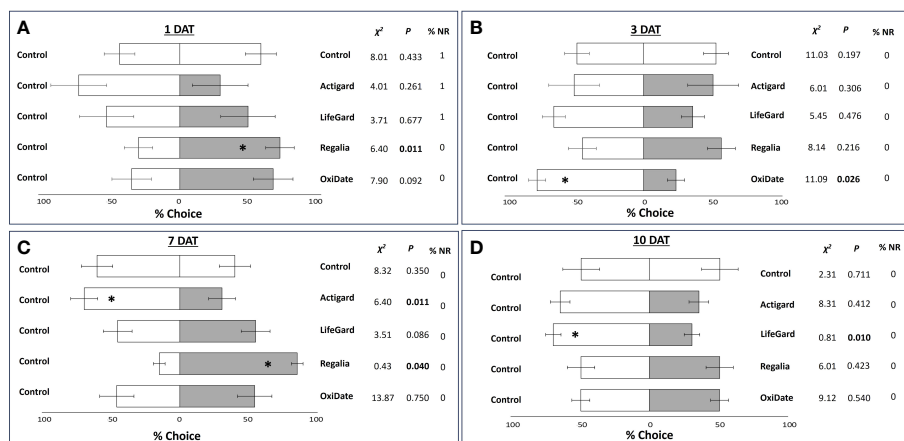 A
1 DAT
χ² P % NR
Control Control 8.01 0.433 1
Control Actigard 4.01 0.261 1
Control LifeGard 3.71 0.677 1
Control * Regalia 6.40 0.011 0
Control OxiDate 7.90 0.092 0
100 50 0 50 100
% Choice
B
3 DAT
χ² P % NR
Control Control 11.03 0.197 0
Control Actigard 6.01 0.306 0
Control LifeGard 5.45 0.476 0
Control Regalia 8.14 0.216 0
Control * OxiDate 11.09 0.026 0
100 50 0 50 100
% Choice
C
7 DAT
χ² P % NR
Control Control 8.32 0.350 0
Control * Actigard 6.40 0.011 0
Control LifeGard 3.51 0.086 0
Control * Regalia 0.43 0.040 0
Control OxiDate 13.87 0.750 0
100 50 0 50 100
% Choice
D
10 DAT
χ² P % NR
Control Control 2.31 0.711 0
Control Actigard 8.31 0.412 0
Control * LifeGard 0.81 0.010 0
Control Regalia 6.01 0.423 0
Control OxiDate 9.12 0.540 0
100 50 0 50 100
% Choice